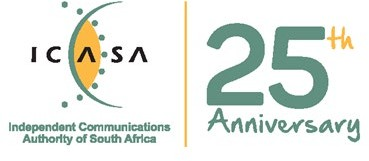 ICASA
Independent Communications
Authority of South Africa
25th
Anniversary